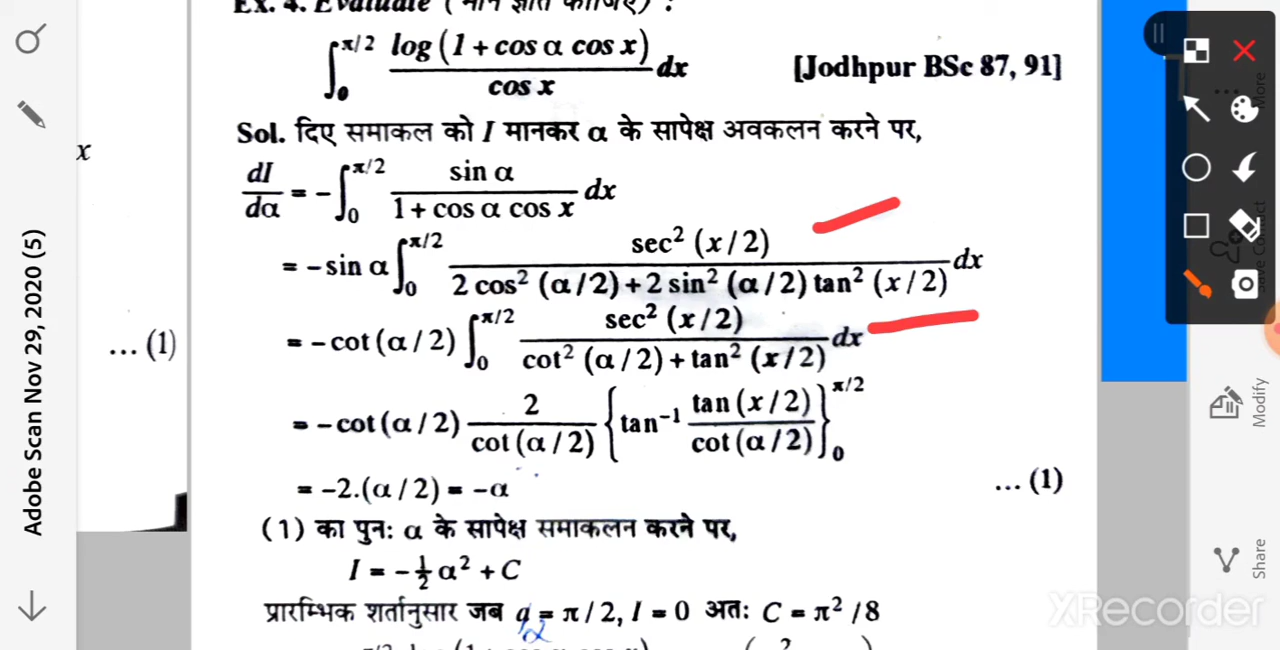 Ex. 4. Evaluate (मान ज्ञात कीजिए) :
∫₀^{π/2} log (1 + cos α cos x) / cos x dx [Jodhpur BSc 87, 91]
Sol. दिए समाकल को I मानकर α के सापेक्ष अवकलन करने पर,
dI/dα = - ∫₀^{π/2} sin α / (1 + cos α cos x) dx
= -sin α ∫₀^{π/2} sec² (x/2) / (2 cos² (α/2) + 2 sin² (α/2) tan² (x/2)) dx
= -cot (α/2) ∫₀^{π/2} sec² (x/2) / (cot² (α/2) + tan² (x/2)) dx
= -cot (α/2) 2 / cot (α/2) {tan⁻¹ tan (x/2) / cot (α/2)}₀^{π/2}
= -2.(α/2) = -α ... (1)
(1) का पुनः α के सापेक्ष समाकलन करने पर,
I = -½ α² + C
प्रारम्भिक शर्तानुसार जब α = π/2, I = 0 अतः C = π²/8
x
... (1)
Adobe Scan Nov 29, 2020 (5)
More
Save Contact
Modify
Share
XRecorder